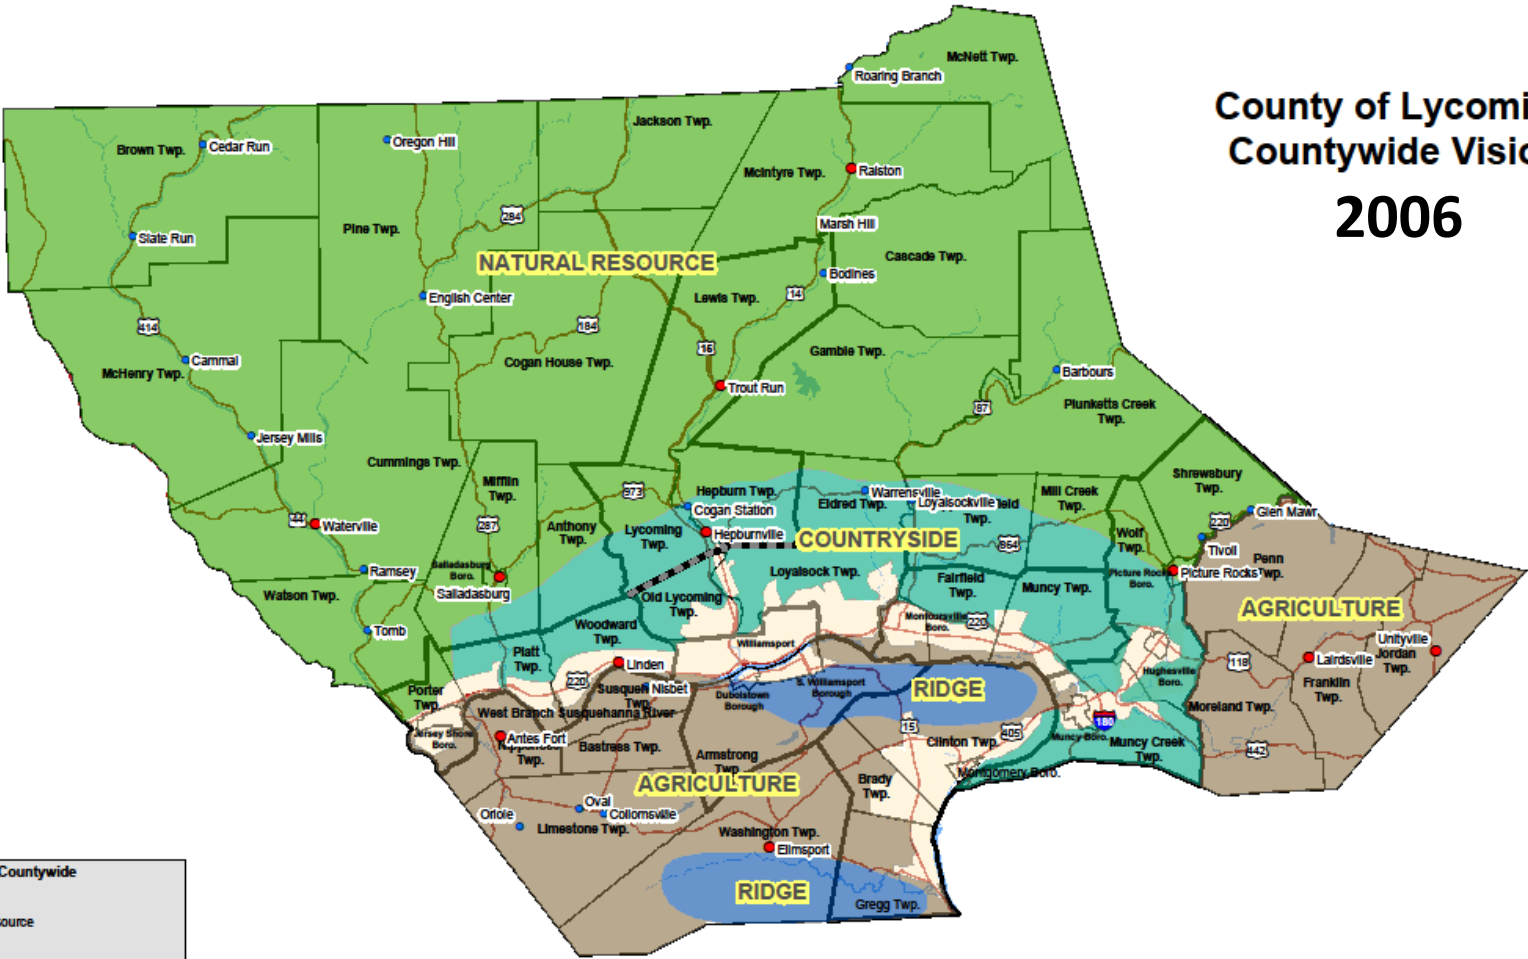 County of Lycomi
Countywide Visio
2006
McNett Twp.
Roaring Branch
Jackson Twp.
Brown Twp.
Cedar Run
Oregon Hill
McIntyre Twp.
Ralston
284
Marsh Hill
Pine Twp.
Slate Run
NATURAL RESOURCE
Cascade Twp.
Bodines
English Center
Lewis Twp.
14
414
184
15
Gamble Twp.
Cammal
McHenry Twp.
Cogan House Twp.
Barbours
Trout Run
87
Plunketts Creek
Twp.
Jersey Mills
Cummings Twp.
Mifflin
Twp.
Shrewsbury
Twp.
973
Hepburn Twp.
Warrensville
Eldred Twp.
Loyalsockville
ield
Twp.
Mill Creek
Twp.
Cogan Station
Glen Mawr
44
Waterville
287
Anthony
Twp.
Lycoming
Twp.
Hepburnville
COUNTRYSIDE
864
Wolf
Twp.
220
Tivoli
Penn
Twp.
Ramsey
Salladasburg
Boro.
Salladasburg
Loyalsock Twp.
Fairfield
Twp.
Muncy Twp.
Picture Rocks
Boro.
Picture Rocks
Watson Twp.
Old Lycoming
Twp.
AGRICULTURE
Tomb
Woodward
Twp.
Montoursville
Boro.
220
Williamsport
Unityville
Jordan
Twp.
Platt
Twp.
Linden
Lairdsville
118
Hughesville
Boro.
Franklin
Twp.
220
Susqueh
Twp.
Nisbet
Porter
Twp.
Duboistown
Borough
S. Williamsport
Borough
RIDGE
Moreland Twp.
West Branch Susquehanna River
180
15
405
Jersey Shore
Boro.
Antes Fort
Nippenose
Twp.
Bastress Twp.
Armstrong
Twp.
Clinton Twp.
Muncy Boro.
Muncy Creek
Twp.
442
AGRICULTURE
Brady
Twp.
Montgomery Boro.
Oval
Collomsville
Oriole
Limestone Twp.
Washington Twp.
Elimsport
RIDGE
Gregg Twp.
Countywide
ource